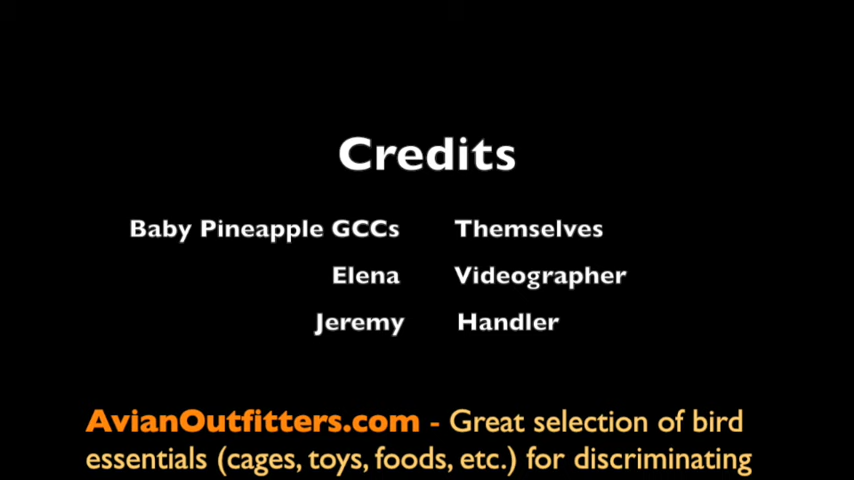 Credits
Baby Pineapple GCCs Themselves
Elena Videographer
Jeremy Handler
AvianOutfitters.com - Great selection of bird
essentials (cages, toys, foods, etc.) for discriminating